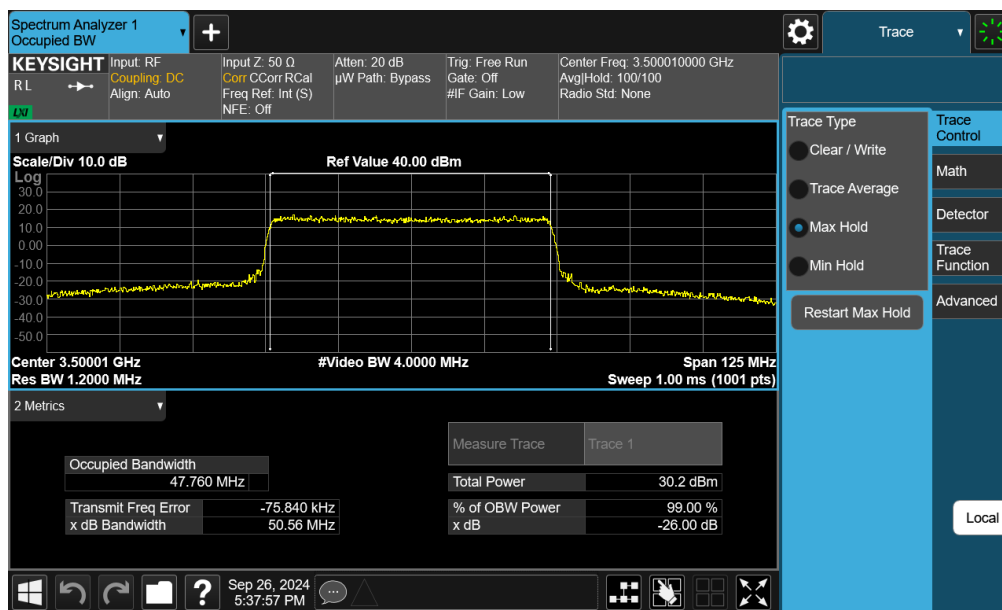 Spectrum Analyzer 1
Occupied BW
Trace
KEYSIGHT Input: RF
RL
Coupling: DC
Align: Auto
LXI
Input Z: 50 Ω
Corr CCorr RCal
Freq Ref: Int (S)
NFE: Off
Atten: 20 dB
µW Path: Bypass
Trig: Free Run
Gate: Off
#IF Gain: Low
Center Freq: 3.500010000 GHz
Avg|Hold: 100/100
Radio Std: None
1 Graph
Scale/Div 10.0 dB
Ref Value 40.00 dBm
Log
30.0
20.0
10.0
0.00
-10.0
-20.0
-30.0
-40.0
-50.0
Center 3.50001 GHz
#Video BW 4.0000 MHz
Span 125 MHz
Res BW 1.2000 MHz
Sweep 1.00 ms (1001 pts)
2 Metrics
Measure Trace
Trace 1
Occupied Bandwidth
47.760 MHz
Total Power
30.2 dBm
Transmit Freq Error
-75.840 kHz
% of OBW Power
99.00 %
x dB Bandwidth
50.56 MHz
x dB
-26.00 dB
Trace Type
Clear / Write
Trace Average
Max Hold
Min Hold
Restart Max Hold
Trace
Control
Math
Detector
Trace
Function
Advanced
Local
?
Sep 26, 2024
5:37:57 PM